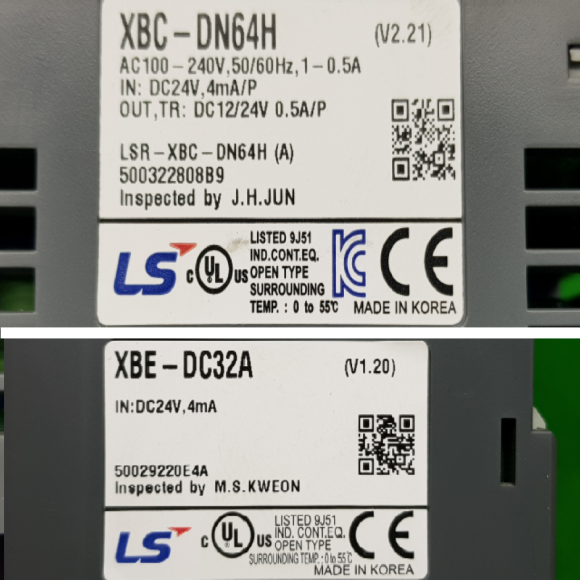 XBC-DN64H (V2.21)
AC100-240V,50/60Hz,1-0.5A
IN: DC24V,4mA/P
OUT,TR: DC12/24V 0.5A/P
LSR-XBC-DN64H (A)
500322808B9
Inspected by J.H.JUN
LS c UL US LISTED 9J51
IND.CONT.EQ.
OPEN TYPE
SURROUNDING
TEMP. : 0 to 55℃
KC CE
MADE IN KOREA
XBE-DC32A (V1.20)
IN:DC24V,4mA
50029220E4A
Inspected by M.S.KWEON
LS c UL US LISTED 9J51
IND. CONT.EQ.
OPEN TYPE
SURROUNDING TEMP. : 0 to 55℃
CE
MADE IN KOREA